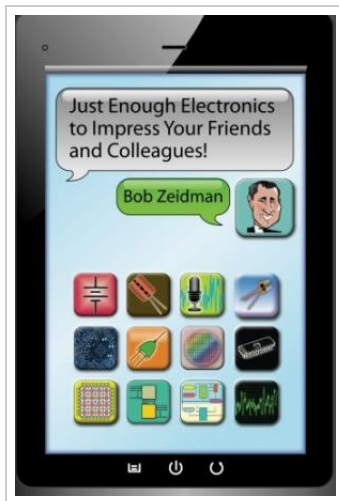 Just Enough Electronics
to Impress Your Friends
and Colleagues!
Bob Zeidman